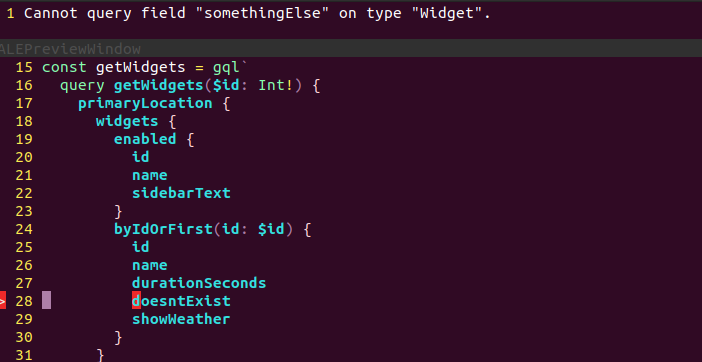 1 Cannot query field "somethingElse" on type "Widget".
ALEPreviewWindow
15 const getWidgets = gql`
16 query getWidgets($id: Int!) {
17 primaryLocation {
18 widgets {
19 enabled {
20 id
21 name
22 sidebarText
23 }
24 byIdOrFirst(id: $id) {
25 id
26 name
27 durationSeconds
> 28 doesntExist
29 showWeather
30 }
31 }